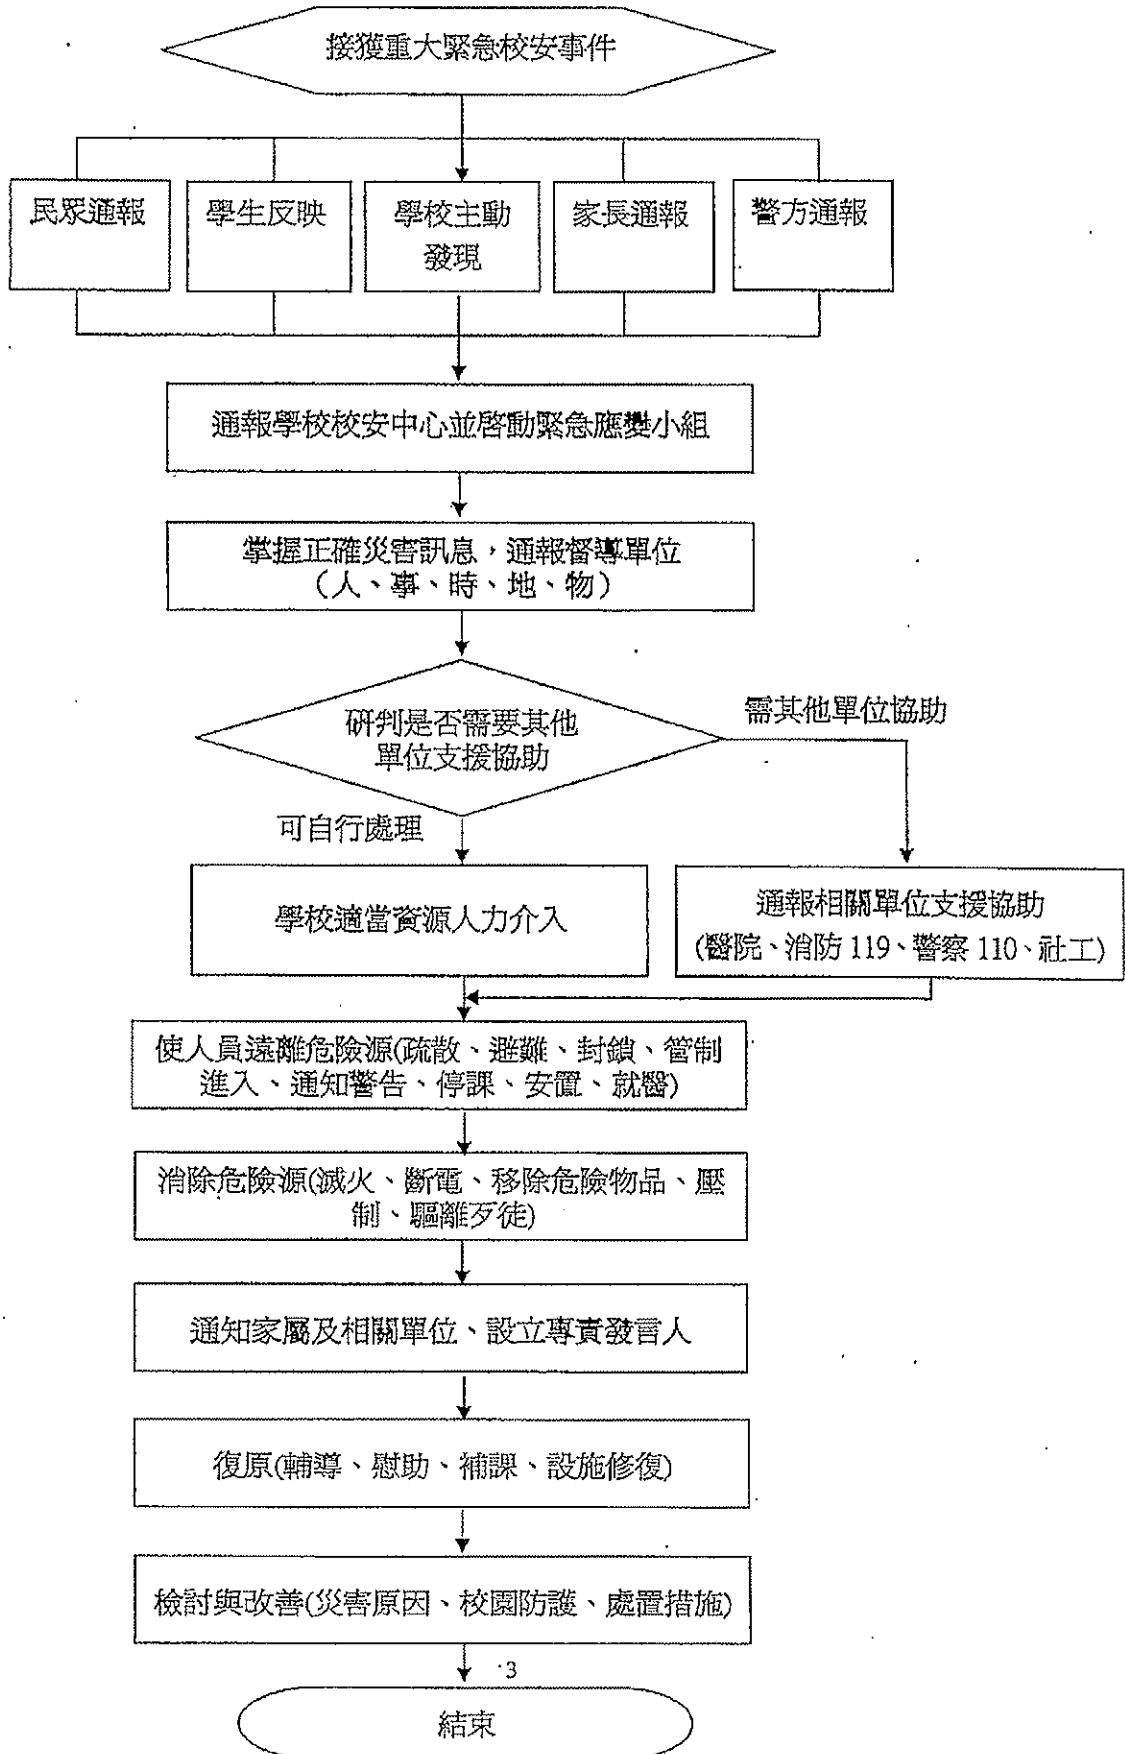 接獲重大緊急校安事件
民眾通報
學生反映
學校主動
發現
家長通報
警方通報
通報學校校安中心並啓動緊急應變小組
掌握正確災害訊息，通報督導單位
（人、事、時、地、物）
研判是否需要其他
單位支援協助
需其他單位協助
可自行處理
學校適當資源人力介入
通報相關單位支援協助
(醫院、消防 119、警察 110、社工)
使人員遠離危險源(疏散、避難、封鎖、管制
進入、通知警告、停課、安置、就醫)
消除危險源(滅火、斷電、移除危險物品、壓
制、驅離歹徒)
通知家屬及相關單位、設立專責發言人
復原(輔導、慰助、補課、設施修復)
檢討與改善(災害原因、校園防護、處置措施)
3
結束